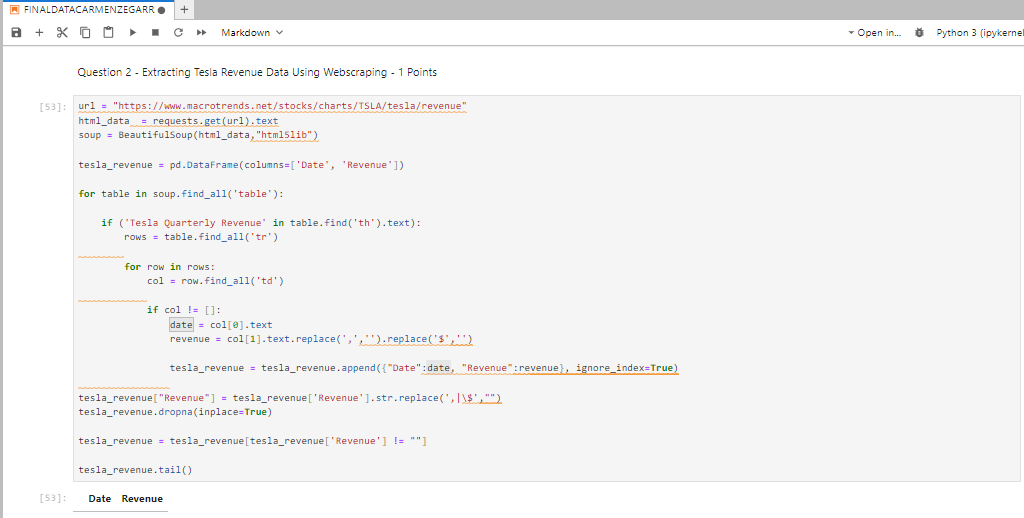 FINALDATACARMENZEGARR
Markdown
Open in...
Python 3 (ipykernel
Question 2 - Extracting Tesla Revenue Data Using Webscraping - 1 Points
[53]:
url = "https://www.macrotrends.net/stocks/charts/TSLA/tesla/revenue"
html_data  = requests.get(url).text
soup = BeautifulSoup(html_data,"html5lib")
tesla_revenue = pd.DataFrame(columns=['Date', 'Revenue'])
for table in soup.find_all('table'):
if ('Tesla Quarterly Revenue' in table.find('th').text):
rows = table.find_all('tr')
for row in rows:
col = row.find_all('td')
if col != []:
date = col[0].text
revenue = col[1].text.replace(',','').replace('$','')
tesla_revenue = tesla_revenue.append({"Date":date, "Revenue":revenue}, ignore_index=True)
tesla_revenue["Revenue"] = tesla_revenue['Revenue'].str.replace(',|\$',"")
tesla_revenue.dropna(inplace=True)
tesla_revenue = tesla_revenue[tesla_revenue['Revenue'] != ""]
tesla_revenue.tail()
[53]:
Date Revenue